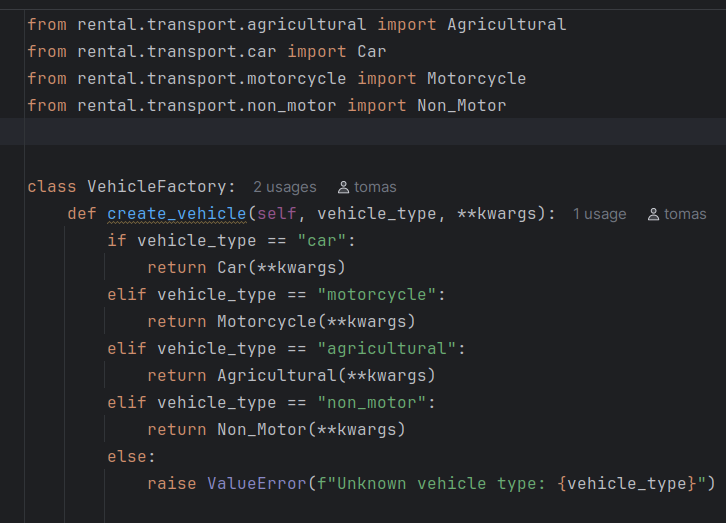 from rental.transport.agricultural import Agricultural
from rental.transport.car import Car
from rental.transport.motorcycle import Motorcycle
from rental.transport.non_motor import Non_Motor
class VehicleFactory: 2 usages tomas
def create_vehicle(self, vehicle_type, **kwargs): 1 usage tomas
if vehicle_type == "car":
return Car(**kwargs)
elif vehicle_type == "motorcycle":
return Motorcycle(**kwargs)
elif vehicle_type == "agricultural":
return Agricultural(**kwargs)
elif vehicle_type == "non_motor":
return Non_Motor(**kwargs)
else:
raise ValueError(f"Unknown vehicle type: {vehicle_type}")